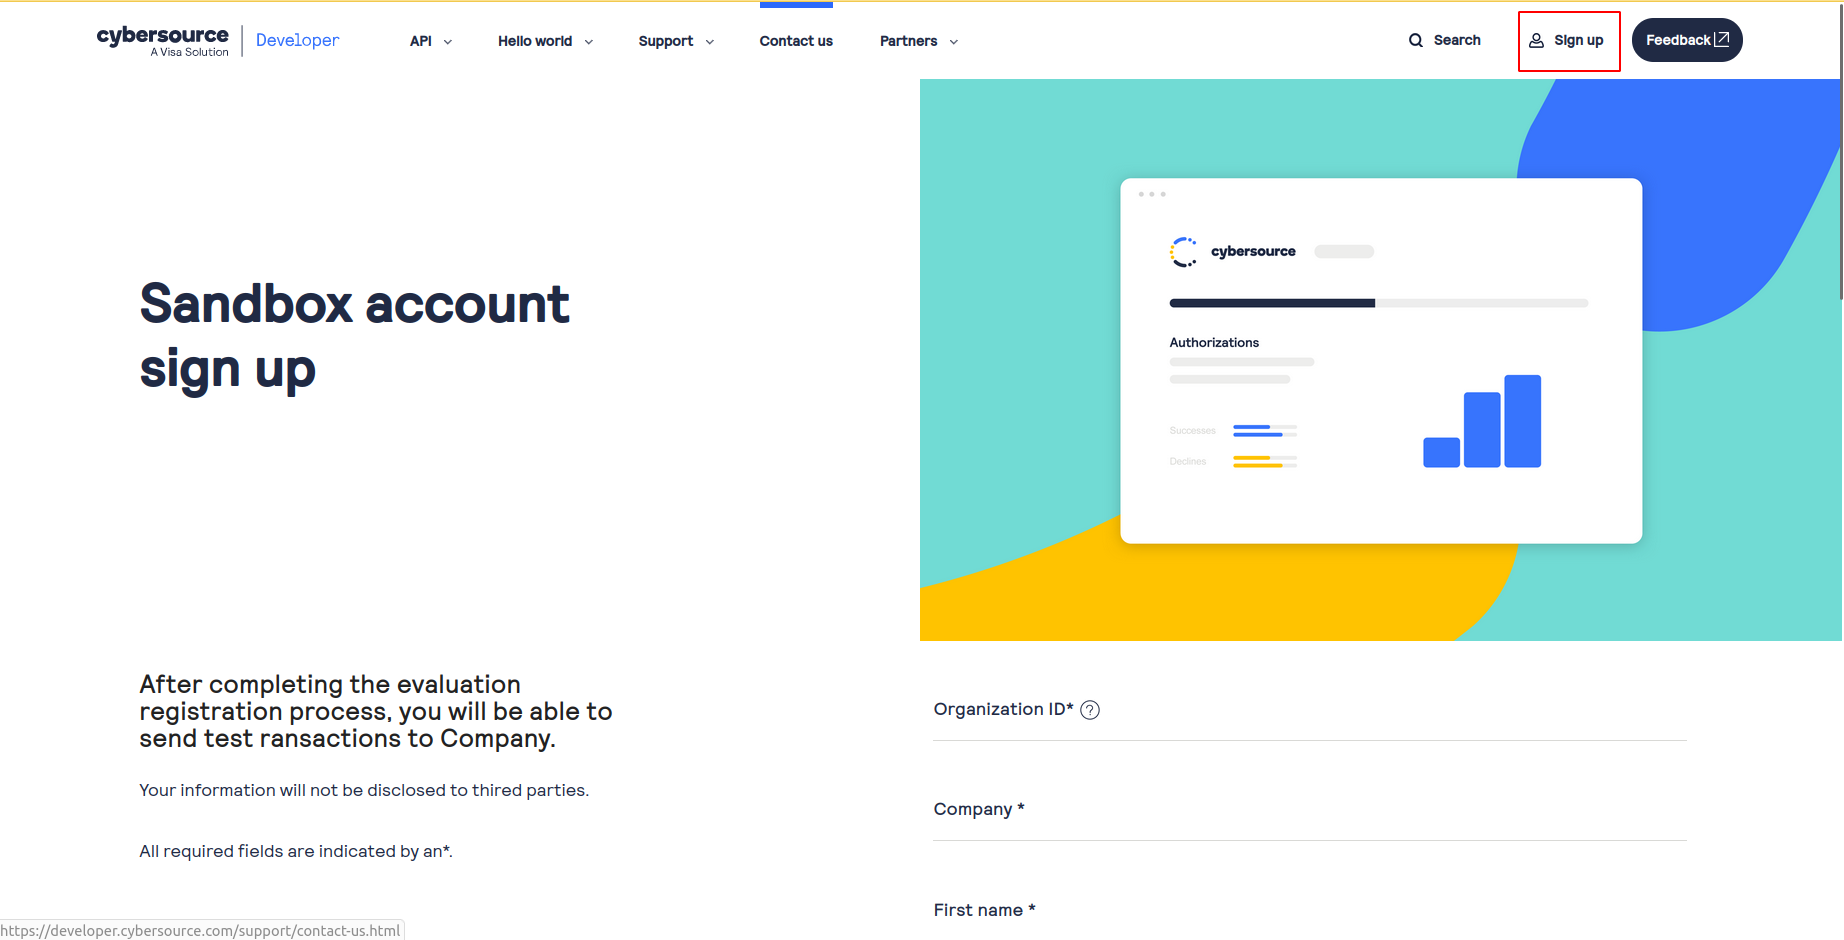 cybersource
A Visa Solution
Developer
API
Hello world
Support
Contact us
Partners
Search
Sign up
Feedback
cybersource
Authorizations
Successes
Declines
Sandbox account
sign up
After completing the evaluation
registration process, you will be able to
send test ransactions to Company.
Your information will not be disclosed to thired parties.
All required fields are indicated by an*.
Organization ID* ?
Company *
First name *
https://developer.cybersource.com/support/contact-us.html